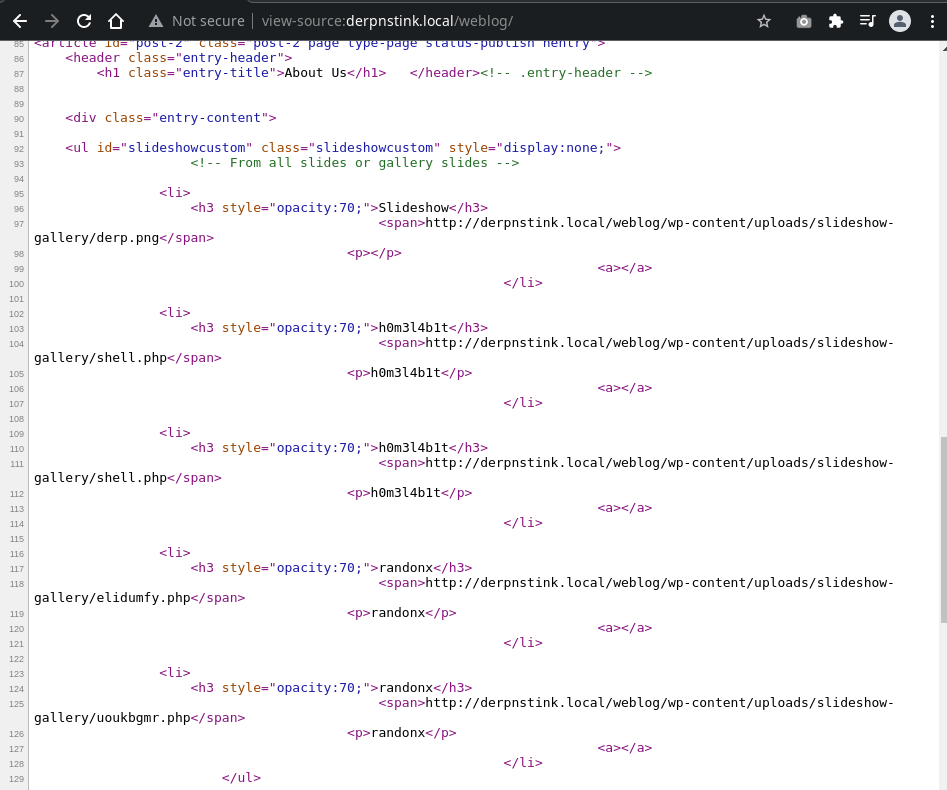 Not secure | view-source:derpnstink.local/weblog/
85 <article id="post-2" class="post-2 page type-page status-publish hentry">
86 <header class="entry-header">
87 <h1 class="entry-title">About Us</h1> </header><!-- .entry-header -->
88
89
90 <div class="entry-content">
91
92 <ul id="slideshowcustom" class="slideshowcustom" style="display:none;">
93 <!-- From all slides or gallery slides -->
94
95 <li>
96 <h3 style="opacity:70;">Slideshow</h3>
97 <span>http://derpnstink.local/weblog/wp-content/uploads/slideshow-
gallery/derp.png</span>
98 <p></p>
99 <a></a>
100 </li>
101
102 <li>
103 <h3 style="opacity:70;">h0m3l4b1t</h3>
104 <span>http://derpnstink.local/weblog/wp-content/uploads/slideshow-
gallery/shell.php</span>
105 <p>h0m3l4b1t</p>
106 <a></a>
107 </li>
108
109 <li>
110 <h3 style="opacity:70;">h0m3l4b1t</h3>
111 <span>http://derpnstink.local/weblog/wp-content/uploads/slideshow-
gallery/shell.php</span>
112 <p>h0m3l4b1t</p>
113 <a></a>
114 </li>
115
116 <li>
117 <h3 style="opacity:70;">randonx</h3>
118 <span>http://derpnstink.local/weblog/wp-content/uploads/slideshow-
gallery/elidumfy.php</span>
119 <p>randonx</p>
120 <a></a>
121 </li>
122
123 <li>
124 <h3 style="opacity:70;">randonx</h3>
125 <span>http://derpnstink.local/weblog/wp-content/uploads/slideshow-
gallery/uoukbgmr.php</span>
126 <p>randonx</p>
127 <a></a>
128 </li>
129 </ul>